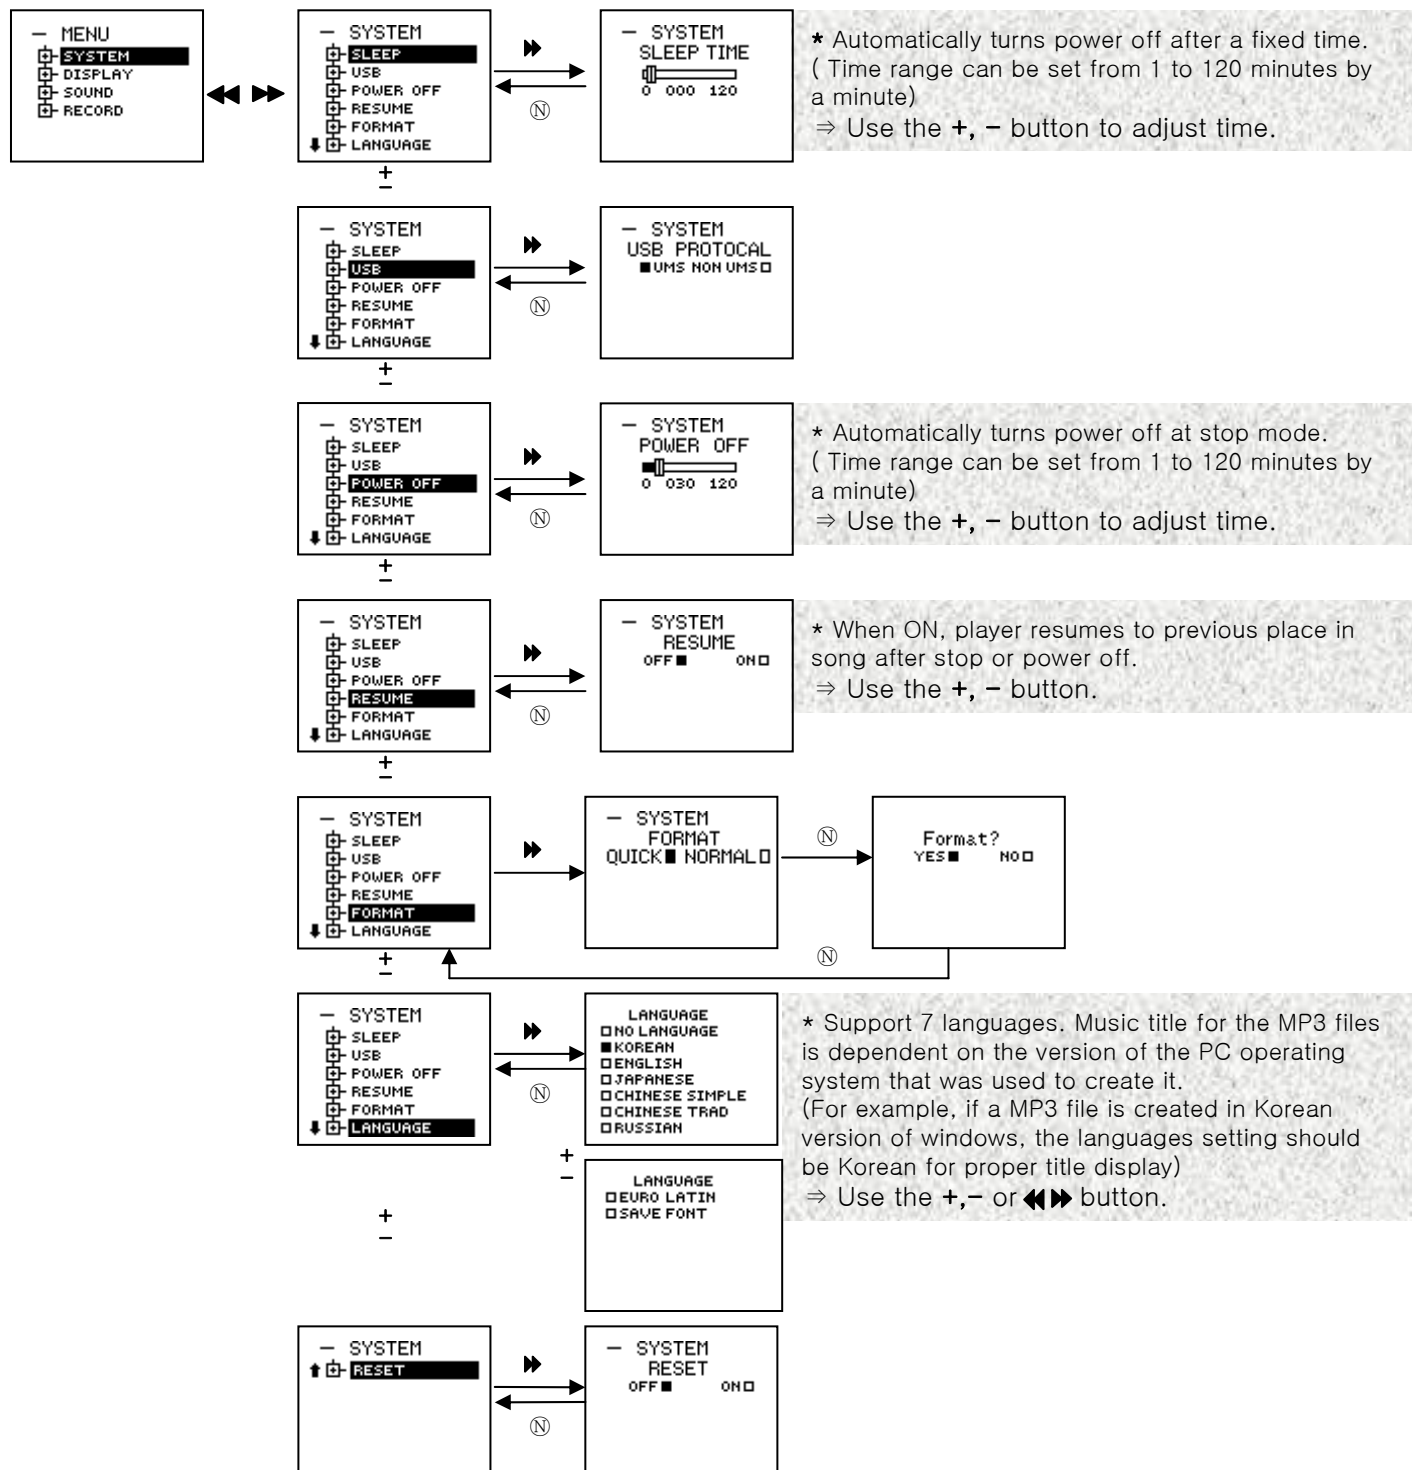 — MENU
SYSTEM
DISPLAY
SOUND
RECORD
— SYSTEM
SLEEP
USB
POWER OFF
RESUME
FORMAT
LANGUAGE
Ⓝ
— SYSTEM
SLEEP TIME
0 000 120
* Automatically turns power off after a fixed time.
( Time range can be set from 1 to 120 minutes by
a minute)
⇒ Use the +, − button to adjust time.
+
−
— SYSTEM
SLEEP
USB
POWER OFF
RESUME
FORMAT
LANGUAGE
Ⓝ
— SYSTEM
USB PROTOCAL
■UMS NON UMS□
+
−
— SYSTEM
SLEEP
USB
POWER OFF
RESUME
FORMAT
LANGUAGE
Ⓝ
— SYSTEM
POWER OFF
0 030 120
* Automatically turns power off at stop mode.
( Time range can be set from 1 to 120 minutes by
a minute)
⇒ Use the +, − button to adjust time.
+
−
— SYSTEM
SLEEP
USB
POWER OFF
RESUME
FORMAT
LANGUAGE
Ⓝ
— SYSTEM
RESUME
OFF■ ON□
* When ON, player resumes to previous place in
song after stop or power off.
⇒ Use the +, − button.
+
−
— SYSTEM
SLEEP
USB
POWER OFF
RESUME
FORMAT
LANGUAGE
— SYSTEM
FORMAT
QUICK■ NORMAL□
Ⓝ
Format?
YES■ NO□
Ⓝ
+
−
— SYSTEM
SLEEP
USB
POWER OFF
RESUME
FORMAT
LANGUAGE
Ⓝ
LANGUAGE
□NO LANGUAGE
■KOREAN
□ENGLISH
□JAPANESE
□CHINESE SIMPLE
□CHINESE TRAD
□RUSSIAN
* Support 7 languages. Music title for the MP3 files
is dependent on the version of the PC operating
system that was used to create it.
(For example, if a MP3 file is created in Korean
version of windows, the languages setting should
be Korean for proper title display)
⇒ Use the +,− or ◀◀ ▶▶ button.
+
−
LANGUAGE
□EURO LATIN
□SAVE FONT
+
−
— SYSTEM
RESET
Ⓝ
— SYSTEM
RESET
OFF■ ON□